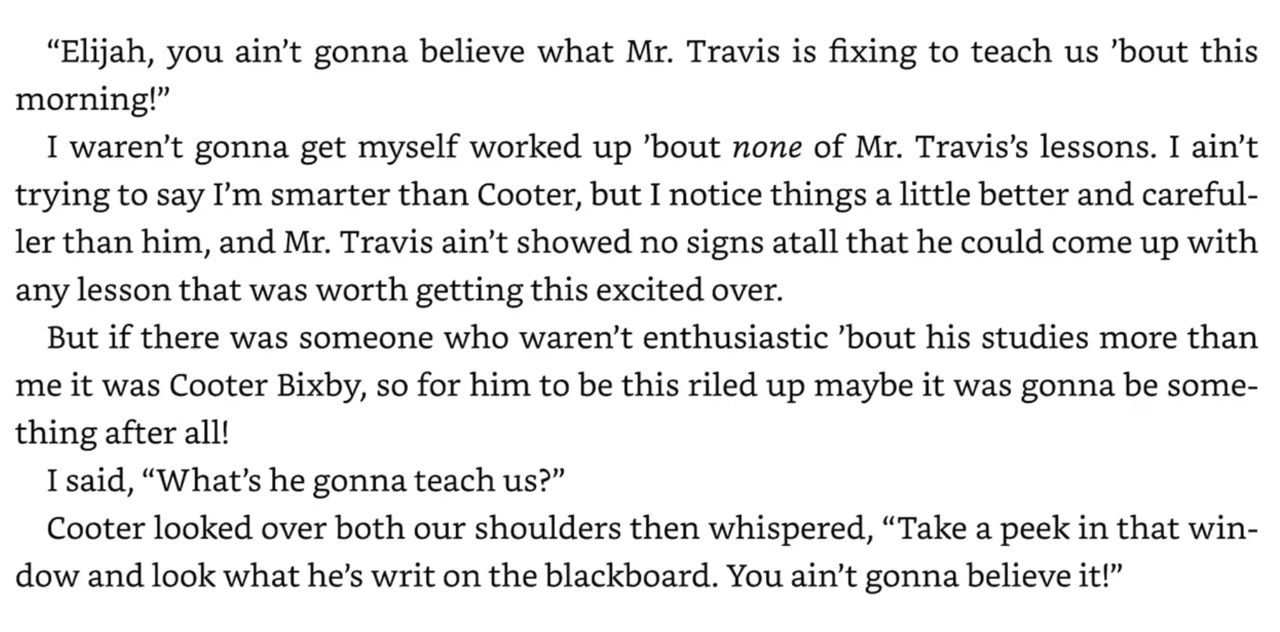 “Elijah, you ain’t gonna believe what Mr. Travis is fixing to teach us ’bout this
morning!”
I waren’t gonna get myself worked up ’bout none of Mr. Travis’s lessons. I ain’t
trying to say I’m smarter than Cooter, but I notice things a little better and careful-
ler than him, and Mr. Travis ain’t showed no signs atall that he could come up with
any lesson that was worth getting this excited over.
But if there was someone who waren’t enthusiastic ’bout his studies more than
me it was Cooter Bixby, so for him to be this riled up maybe it was gonna be some-
thing after all!
I said, “What’s he gonna teach us?”
Cooter looked over both our shoulders then whispered, “Take a peek in that win-
dow and look what he’s writ on the blackboard. You ain’t gonna believe it!”